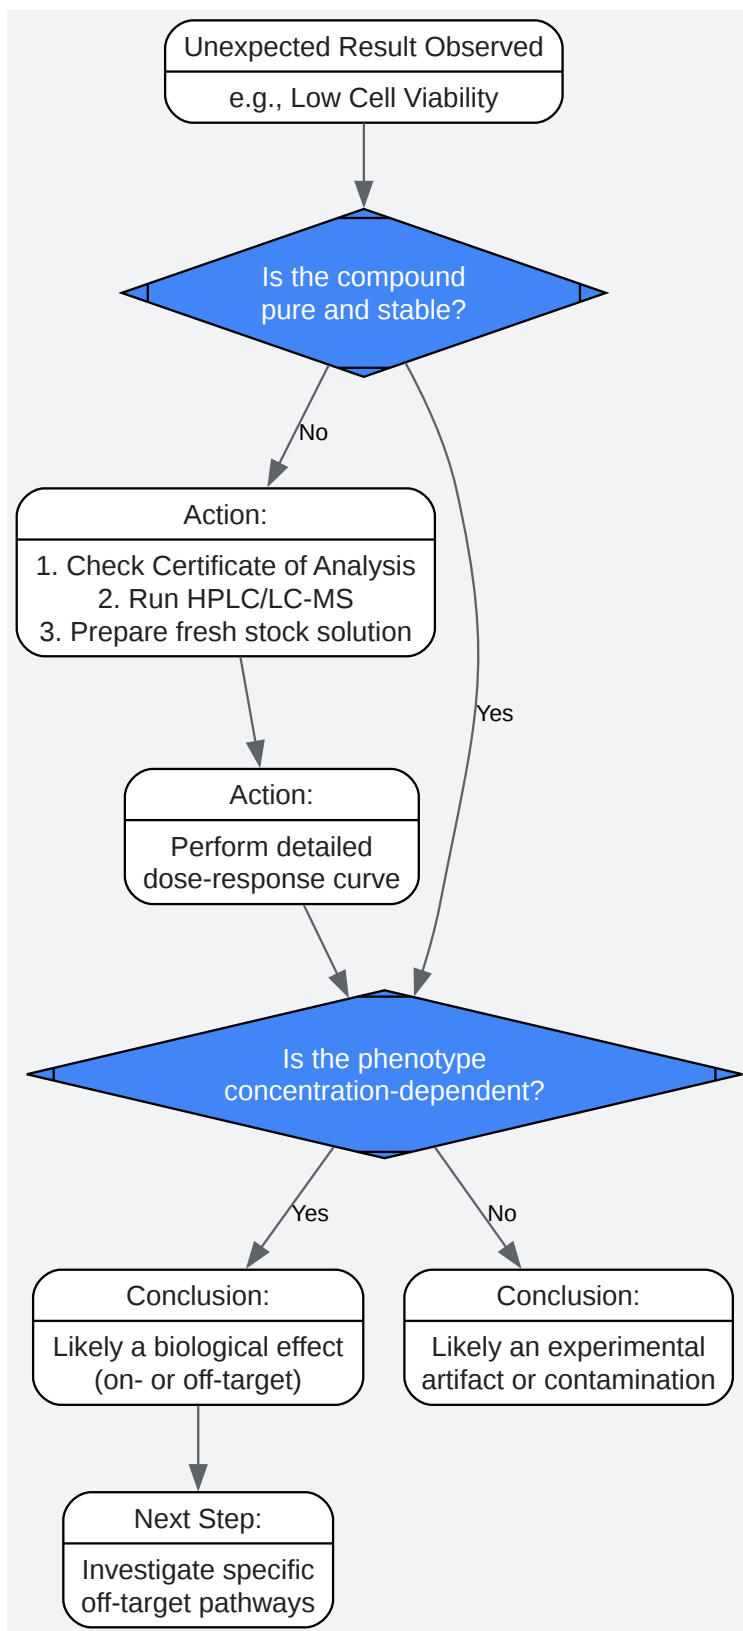 Unexpected Result Observed
e.g., Low Cell Viability
Is the compound
pure and stable?
No
Action:
1. Check Certificate of Analysis
2. Run HPLC/LC-MS
3. Prepare fresh stock solution
Yes
Action:
Perform detailed
dose-response curve
Is the phenotype
concentration-dependent?
Yes
No
Conclusion:
Likely a biological effect
(on- or off-target)
Conclusion:
Likely an experimental
artifact or contamination
Next Step:
Investigate specific
off-target pathways